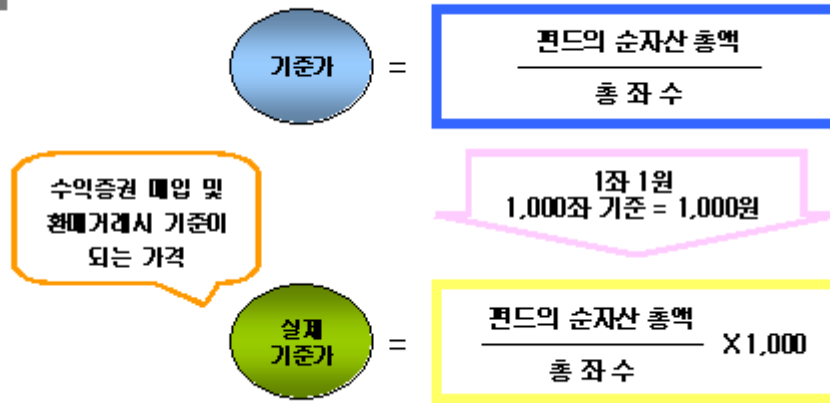 기준가 =
펀드의 순자산 총액
총 좌 수
수익증권 매입 및
환매거래시 기준이
되는 가격
1좌 1원
1,000좌 기준 = 1,000원
실제
기준가 =
펀드의 순자산 총액
총 좌 수
X 1,000